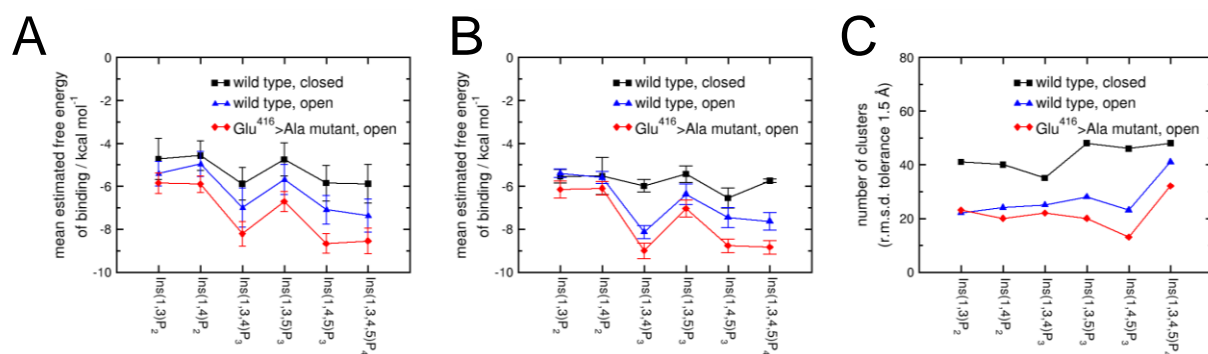 A
mean estimated free energy
of binding / kcal mol⁻¹
0
-2
-4
-6
-8
-10
wild type, closed
wild type, open
Glu⁴¹⁶>Ala mutant, open
Ins(1,3)P₂
Ins(1,4)P₂
Ins(1,3,4)P₃
Ins(1,3,5)P₃
Ins(1,4,5)P₃
Ins(1,3,4,5)P₄
B
mean estimated free energy
of binding / kcal mol⁻¹
0
-2
-4
-6
-8
-10
wild type, closed
wild type, open
Glu⁴¹⁶>Ala mutant, open
Ins(1,3)P₂
Ins(1,4)P₂
Ins(1,3,4)P₃
Ins(1,3,5)P₃
Ins(1,4,5)P₃
Ins(1,3,4,5)P₄
C
number of clusters
(r.m.s.d. tolerance 1.5 Å)
80
60
40
20
0
wild type, closed
wild type, open
Glu⁴¹⁶>Ala mutant, open
Ins(1,3)P₂
Ins(1,4)P₂
Ins(1,3,4)P₃
Ins(1,3,5)P₃
Ins(1,4,5)P₃
Ins(1,3,4,5)P₄